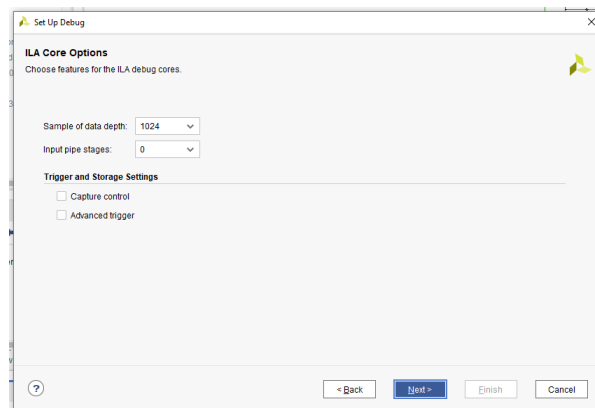 Set Up Debug
ILA Core Options
Choose features for the ILA debug cores.
Sample of data depth: 1024
Input pipe stages: 0
Trigger and Storage Settings
Capture control
Advanced trigger
? < Back Next > Finish Cancel